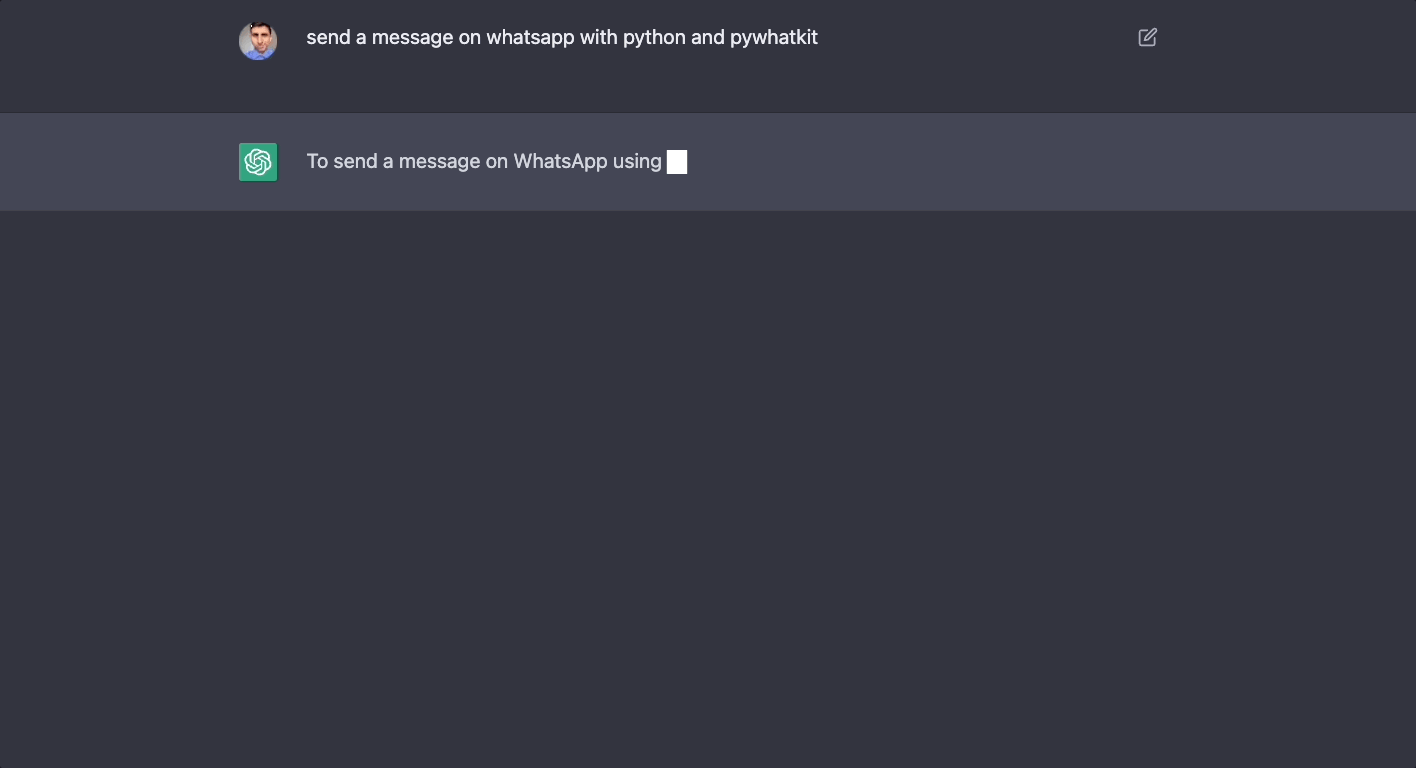 send a message on whatsapp with python and pywhatkit
To send a message on WhatsApp using